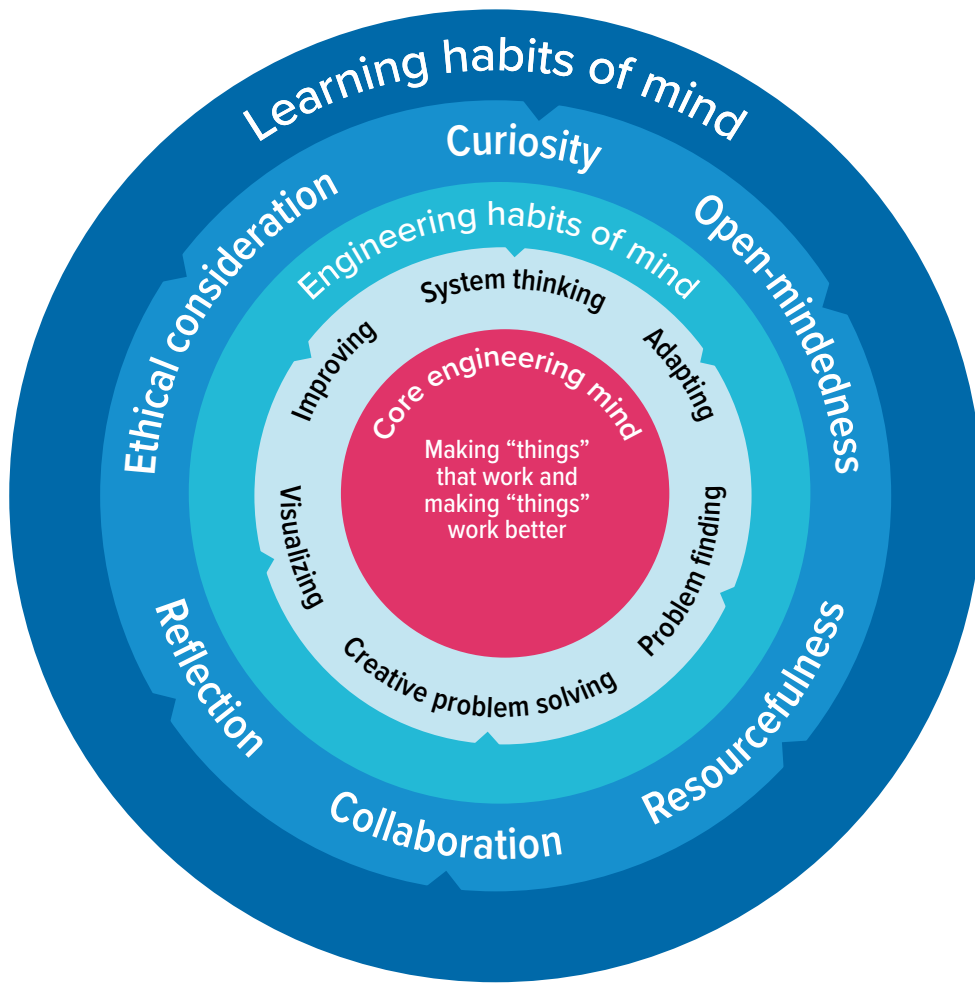 Learning habits of mind
Curiosity
Open-mindedness
Resourcefulness
Collaboration
Reflection
Ethical consideration
Engineering habits of mind
System thinking
Adapting
Problem finding
Creative problem solving
Visualizing
Improving
Core engineering mind
Making “things”
that work and
making “things”
work better